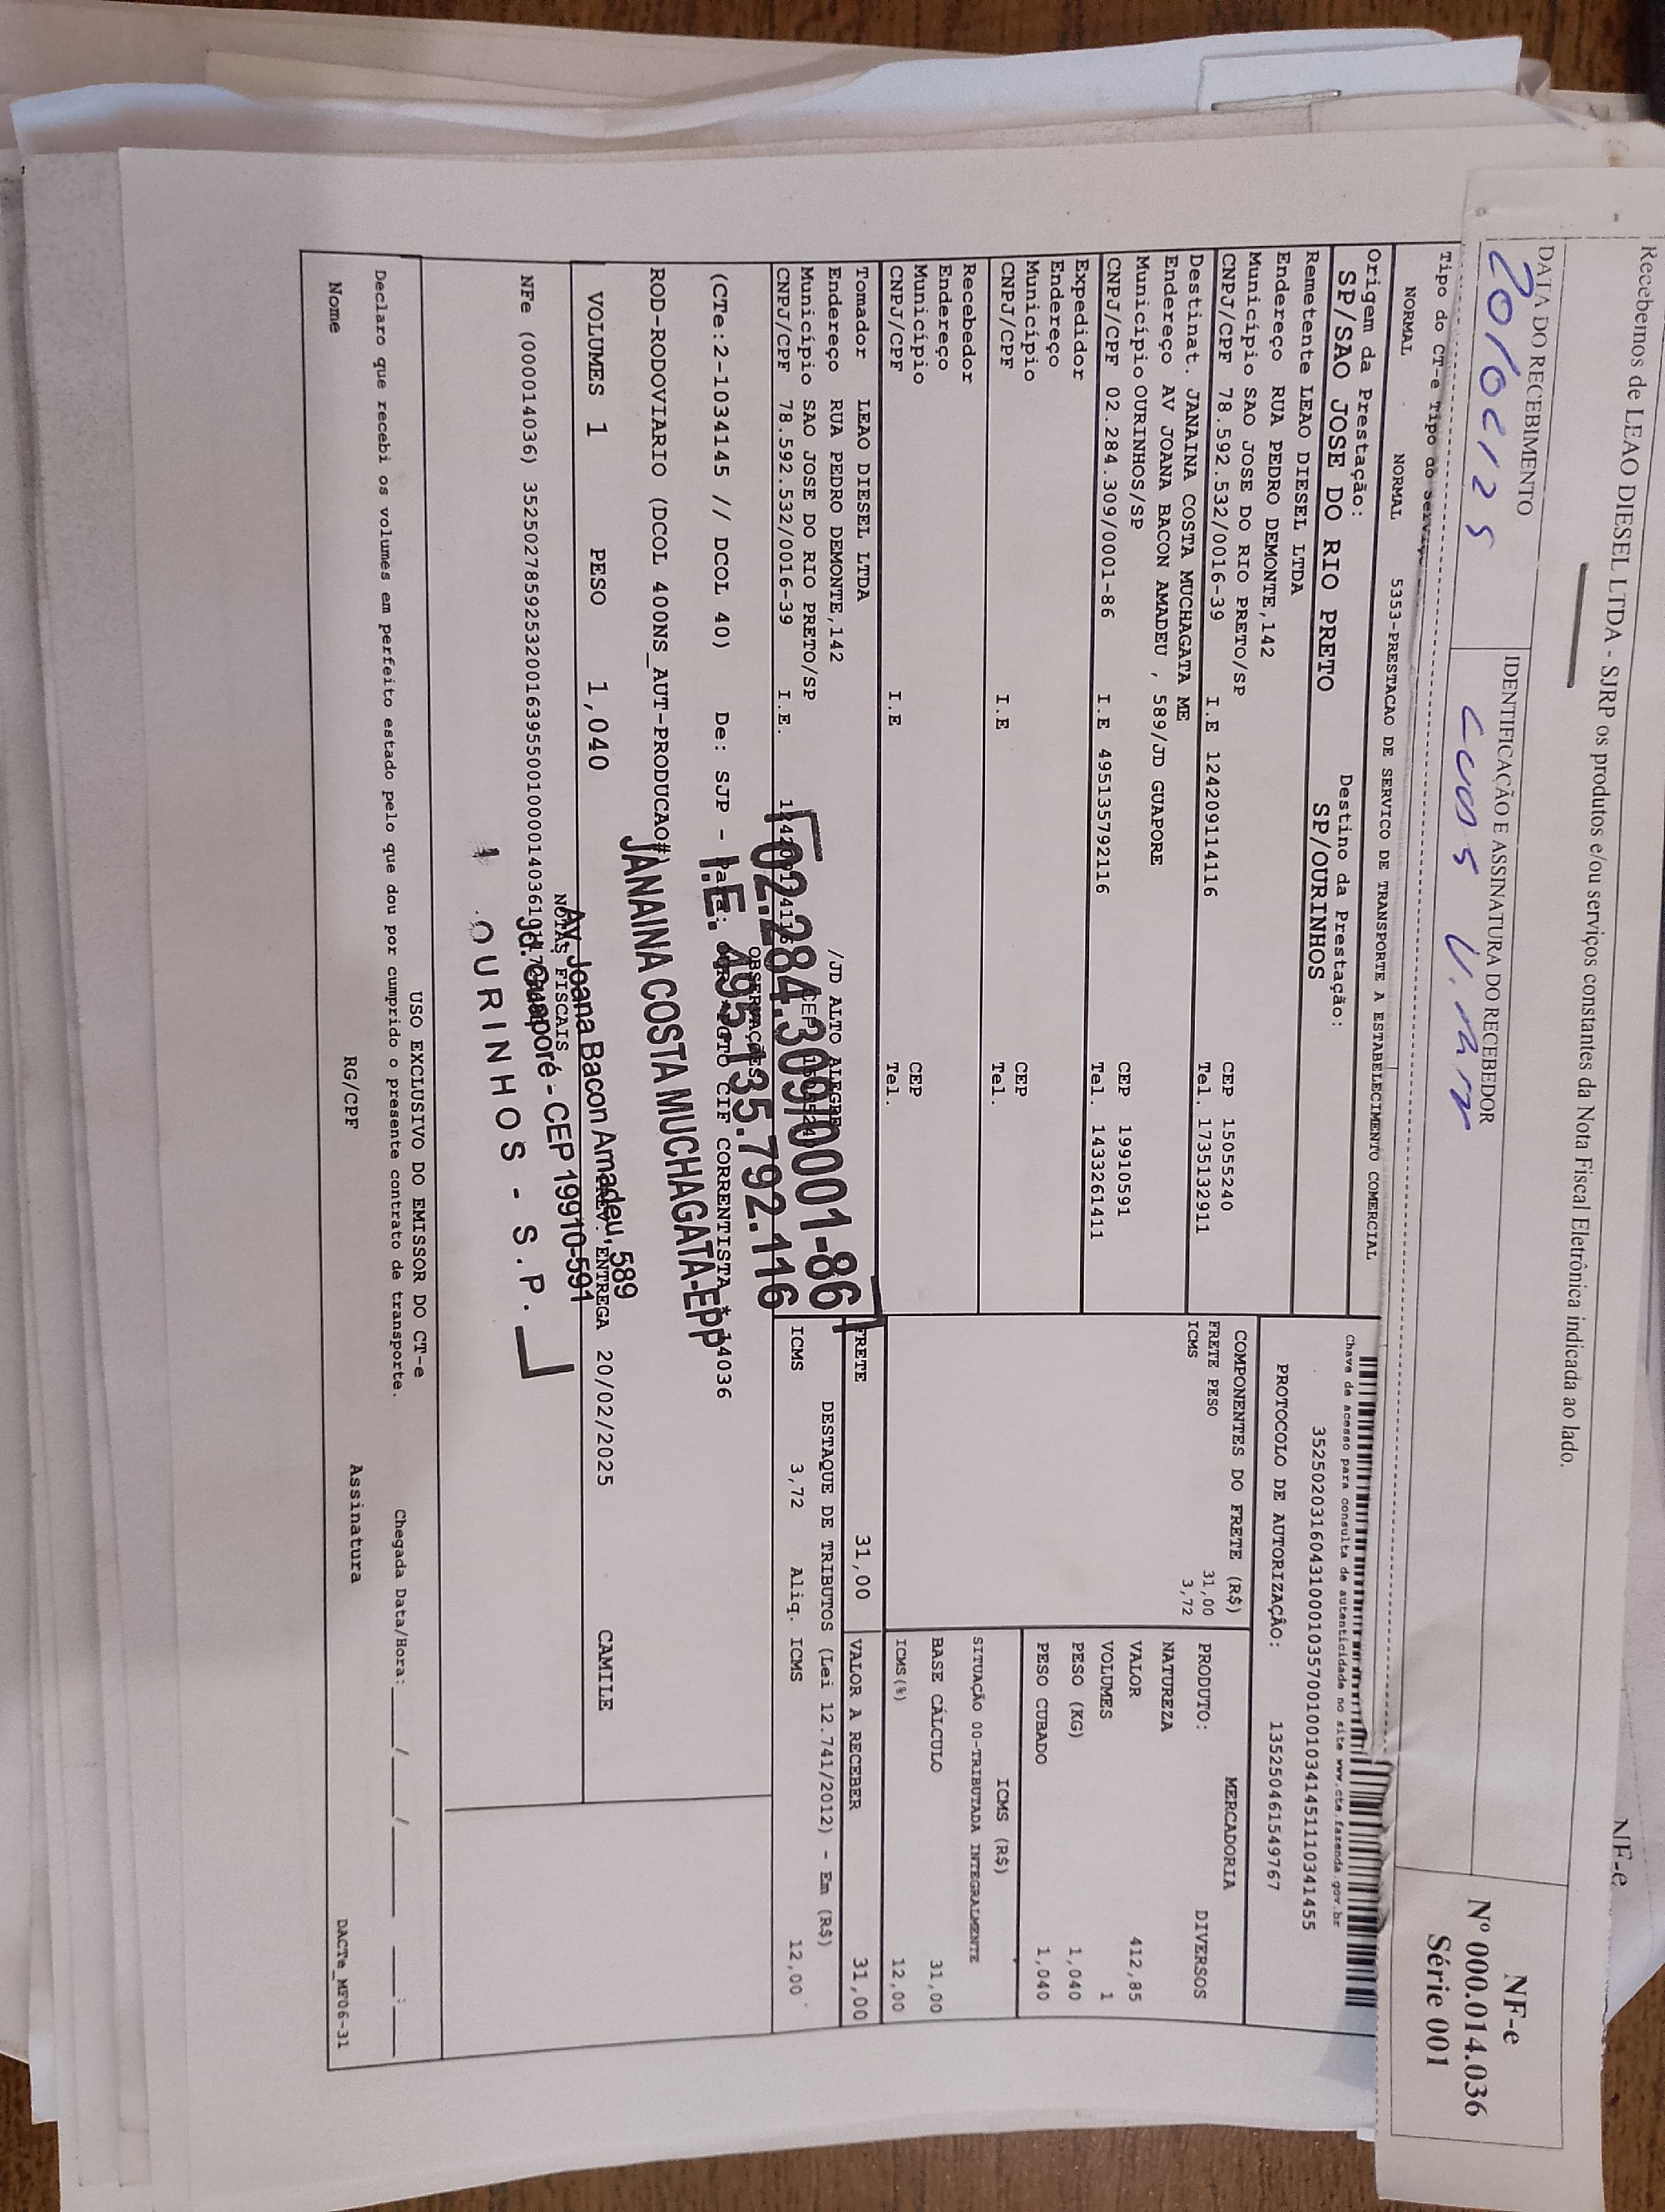 Recebemos de LEAO DIESEL LTDA - SJRP os produtos e/ou serviços constantes da Nota Fiscal Eletrônica indicada ao lado.
NF-e
DATA DO RECEBIMENTO
IDENTIFICAÇÃO E ASSINATURA DO RECEBEDOR
NF-e
Nº 000.014.036
Série 001
Tipo do CT-e Tipo do Serviço
NORMAL NORMAL 5353-PRESTACAO DE SERVICO DE TRANSPORTE A ESTABELECIMENTO COMERCIAL
Origem da Prestação: Destino da Prestação:
SP/SAO JOSE DO RIO PRETO SP/OURINHOS
Chave de acesso para consulta de autenticidade no site www.cte.fazenda.gov.br
35250203160431000103570010010341451110341455
PROTOCOLO DE AUTORIZAÇÃO: 135250461549767
Remetente LEAO DIESEL LTDA
Endereço RUA PEDRO DEMONTE,142
Município SAO JOSE DO RIO PRETO/SP CEP 15055240
CNPJ/CPF 78.592.532/0016-39 I.E 124209114116 Tel. 1735132911
Destinat. JANAINA COSTA MUCHAGATA ME
Endereço AV JOANA BACON AMADEU , 589/JD GUAPORE
Município OURINHOS/SP CEP 19910591
CNPJ/CPF 02.284.309/0001-86 I.E 495135792116 Tel. 1433261411
Expedidor
Endereço
Município CEP
CNPJ/CPF I.E Tel.
Recebedor
Endereço
Município CEP
CNPJ/CPF I.E Tel.
COMPONENTES DO FRETE (R$)
FRETE PESO 31,00
ICMS 3,72
MERCADORIA
PRODUTO: DIVERSOS
NATUREZA
VALOR 412,85
VOLUMES 1
PESO (KG) 1,040
PESO CUBADO 1,040
ICMS (R$)
SITUAÇÃO 00-TRIBUTADA INTEGRALMENTE
BASE CÁLCULO 31,00
ICMS(%) 12,00
Tomador LEAO DIESEL LTDA
Endereço RUA PEDRO DEMONTE,142 /JD ALTO ALEGRE
Município SAO JOSE DO RIO PRETO/SP CEP
CNPJ/CPF 78.592.532/0016-39 I.E. 124209114116
FRETE 31,00 VALOR A RECEBER 31,00
DESTAQUE DE TRIBUTOS (Lei 12.741/2012) - Em (R$)
ICMS 3,72 Aliq. ICMS 12,00
OBSERVAÇÕES
(CTe:2-1034145 // DCOL 40) De: SJP - Para: CIF CORRENTISTA 14036
ROD-RODOVIARIO (DCOL 400NS_AUT-PRODUCAO#)
02.284.309/0001-86
I.E. 495.135.792.116
JANAINA COSTA MUCHAGATA-EPP
Av. Joana Bacon Amadeu, 589
Jd. Guaporé - CEP 19910-591
OURINHOS - S.P.
VOLUMES 1 PESO 1,040 PREV. ENTREGA 20/02/2025 CAMILE
NOTAS FISCAIS
USO EXCLUSIVO DO EMISSOR DO CT-e
Declaro que recebi os volumes em perfeito estado pelo que dou por cumprido o presente contrato de transporte. Chegada Data/Hora: ____/____/____ ____:____
Nome RG/CPF Assinatura
DACTe_MF06-31